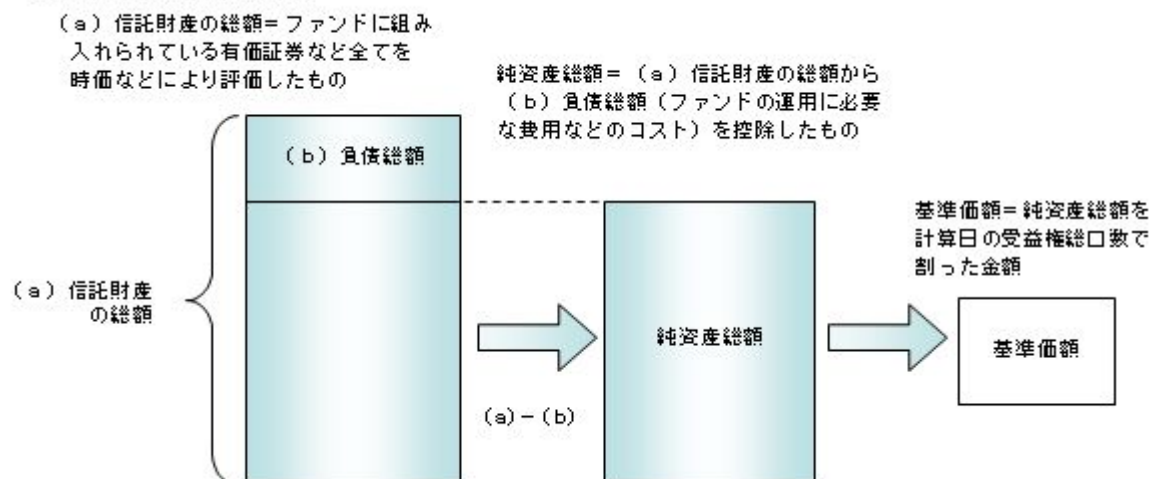 （a）信託財産の総額＝ファンドに組み
入れられている有価証券など全てを
時価などにより評価したもの
純資産総額＝（a）信託財産の総額から
（b）負債総額（ファンドの運用に必要
な費用などのコスト）を控除したもの
（b）負債総額
基準価額＝純資産総額を
計算日の受益権総口数で
割った金額
（a）信託財産
の総額
純資産総額
基準価額
（a）－（b）